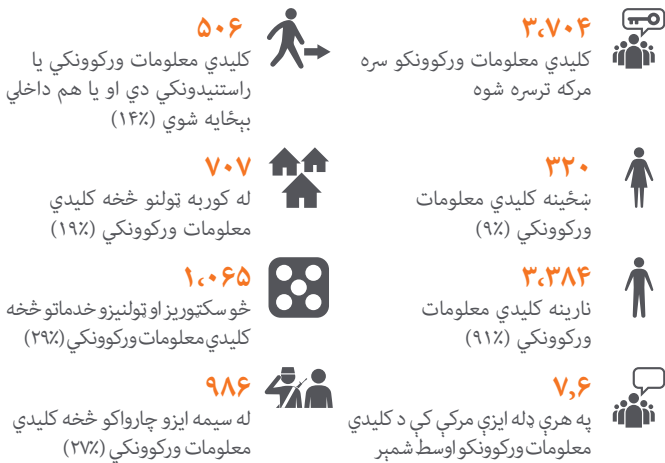 ۳،۷۰۴
کليدي معلومات ورکوونکو سره
مرکه ترسره شوه
۵۰۶
کليدي معلومات ورکوونکي يا
راستنيدونکي دي او يا هم داخلي
بېځايه شوي (۱۴٪)
۳۲۰
ښځينه کليدي معلومات
ورکوونکي (۹٪)
۷۰۷
له کوربه ټولنو څخه کليدي
معلومات ورکوونکي (۱۹٪)
۳،۳۸۴
نارينه کليدي معلومات
ورکوونکي (۹۱٪)
۱،۰۶۵
څو سکټوريز او ټولنيزو خدماتو څخه
کليدي معلومات ورکوونکي (۲۹٪)
۷,۶
په هرې ډله ايزې مرکې کې د کليدي
معلومات ورکوونکو اوسط شمېر
۹۸۶
له سيمه ايزو چارواکو څخه کليدي
معلومات ورکوونکي (۲۷٪)